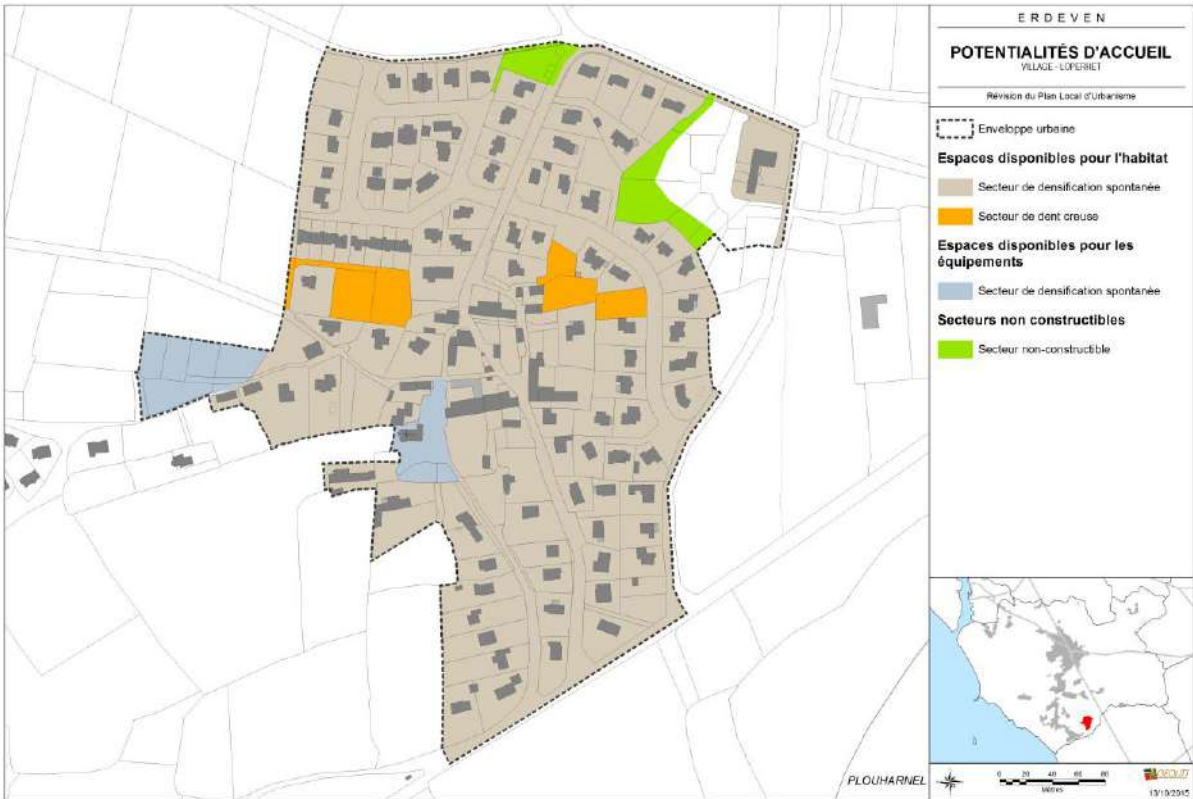 ERDEVEN
POTENTIALITÉS D'ACCUEIL
VILLAGE - LOPERHET
Révision du Plan Local d'Urbanisme
Enveloppe urbaine
Espaces disponibles pour l'habitat
Secteur de densification spontanée
Secteur de dent creuse
Espaces disponibles pour les
équipements
Secteur de densification spontanée
Secteurs non constructibles
Secteur non-constructible
PLOUHARNEL
0 20 40 60 80
Mètres
13/10/2015